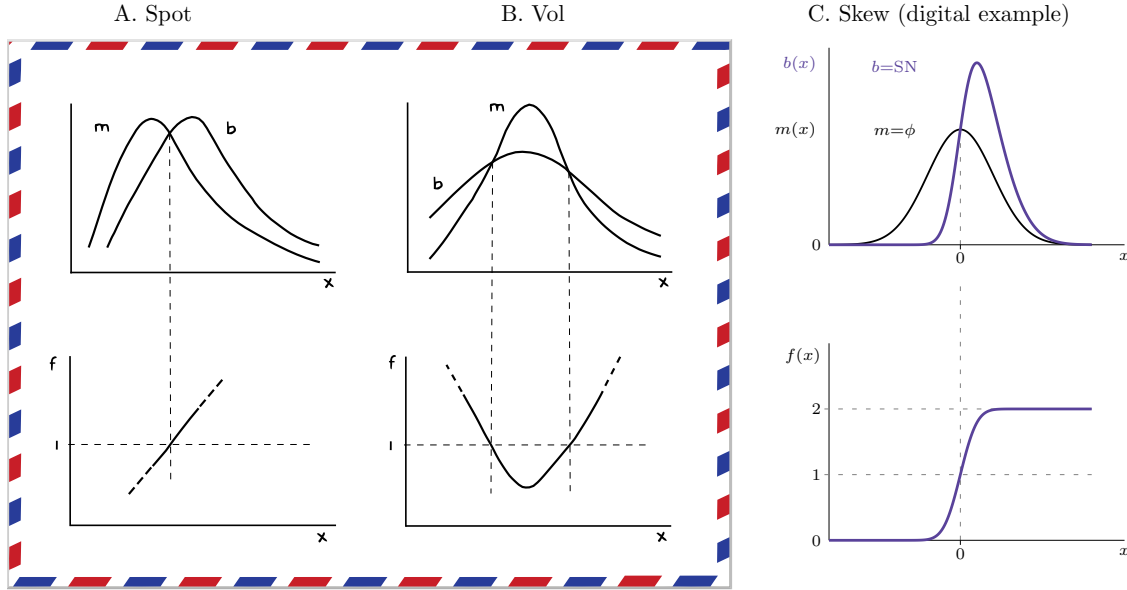 A. Spot
m
b
x
f
1
x
B. Vol
m
b
x
f
1
x
C. Skew (digital example)
b(x)
b=SN
m(x)
m=ϕ
0
0
x
f(x)
2
1
0
0
x